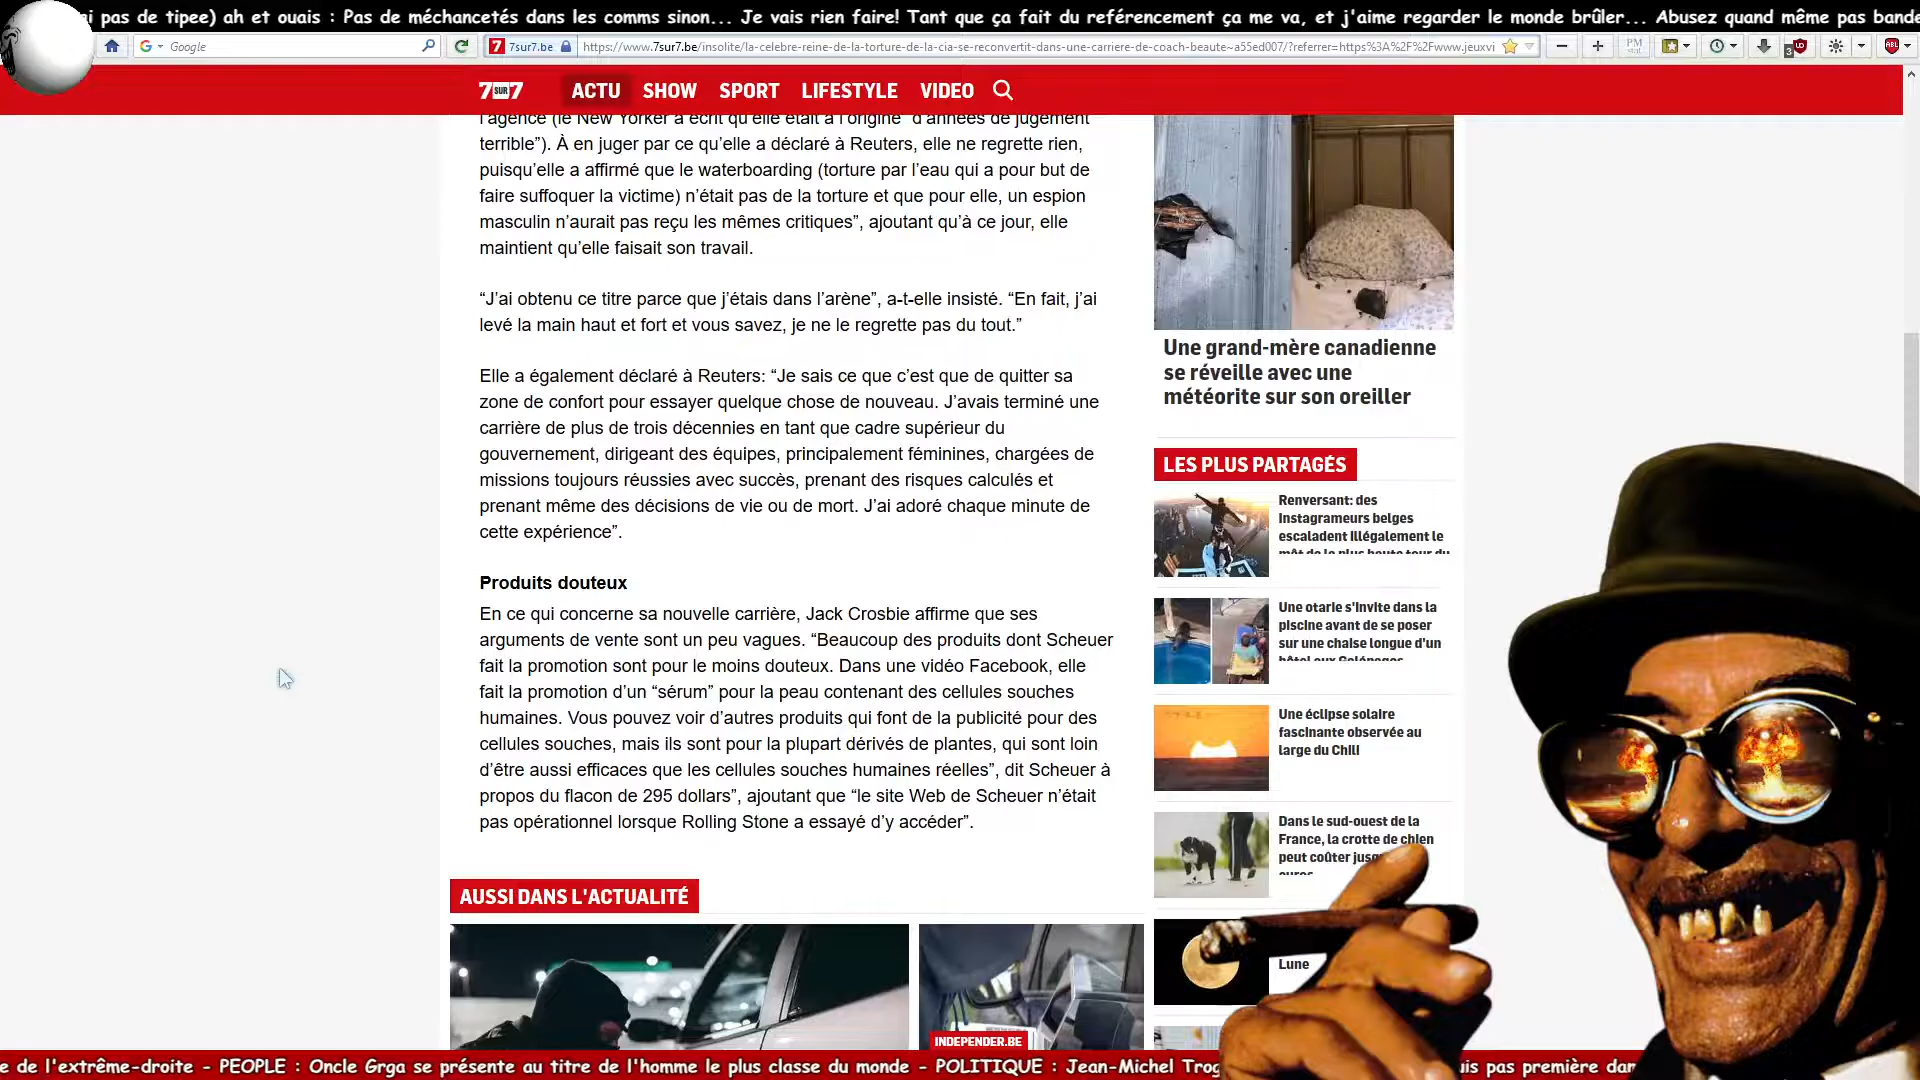 i pas de tipee) ah et ouais : Pas de méchancetés dans les comms sinon... Je vais rien faire! Tant que ça fait du reférencement ça me va, et j'aime regarder le monde brûler... Abusez quand même pas bande
Google
7sur7.be
https://www.7sur7.be/insolite/la-celebre-reine-de-la-torture-de-la-cia-se-reconvertit-dans-une-carriere-de-coach-beaute~a55ed007/?referrer=https%3A%2F%2Fwww.jeuxvi
7 SUR 7
ACTU SHOW SPORT LIFESTYLE VIDEO
l'agence (le New Yorker a écrit qu'elle était à l'origine "d'années de jugement
terrible”). À en juger par ce qu’elle a déclaré à Reuters, elle ne regrette rien,
puisqu’elle a affirmé que le waterboarding (torture par l’eau qui a pour but de
faire suffoquer la victime) n’était pas de la torture et que pour elle, un espion
masculin n’aurait pas reçu les mêmes critiques”, ajoutant qu’à ce jour, elle
maintient qu’elle faisait son travail.
“J’ai obtenu ce titre parce que j’étais dans l’arène”, a-t-elle insisté. “En fait, j’ai
levé la main haut et fort et vous savez, je ne le regrette pas du tout.”
Elle a également déclaré à Reuters: “Je sais ce que c’est que de quitter sa
zone de confort pour essayer quelque chose de nouveau. J’avais terminé une
carrière de plus de trois décennies en tant que cadre supérieur du
gouvernement, dirigeant des équipes, principalement féminines, chargées de
missions toujours réussies avec succès, prenant des risques calculés et
prenant même des décisions de vie ou de mort. J’ai adoré chaque minute de
cette expérience”.
Produits douteux
En ce qui concerne sa nouvelle carrière, Jack Crosbie affirme que ses
arguments de vente sont un peu vagues. “Beaucoup des produits dont Scheuer
fait la promotion sont pour le moins douteux. Dans une vidéo Facebook, elle
fait la promotion d’un “sérum” pour la peau contenant des cellules souches
humaines. Vous pouvez voir d’autres produits qui font de la publicité pour des
cellules souches, mais ils sont pour la plupart dérivés de plantes, qui sont loin
d’être aussi efficaces que les cellules souches humaines réelles”, dit Scheuer à
propos du flacon de 295 dollars”, ajoutant que “le site Web de Scheuer n’était
pas opérationnel lorsque Rolling Stone a essayé d’y accéder”.
AUSSI DANS L'ACTUALITÉ
INDEPENDER.BE
Une grand-mère canadienne
se réveille avec une
météorite sur son oreiller
LES PLUS PARTAGÉS
Renversant: des
Instagrameurs belges
escaladent illégalement le
mât de la plus haute tour du
Une otarie s'invite dans la
piscine avant de se poser
sur une chaise longue d'un
hôtel aux Galápagos
Une éclipse solaire
fascinante observée au
large du Chili
Dans le sud-ouest de la
France, la crotte de chien
peut coûter
euros
Lune
e de l'extrême-droite - PEOPLE : Oncle Grga se présente au titre de l'homme le plus classe du monde - POLITIQUE : Jean-Michel Trog
uis pas première dan